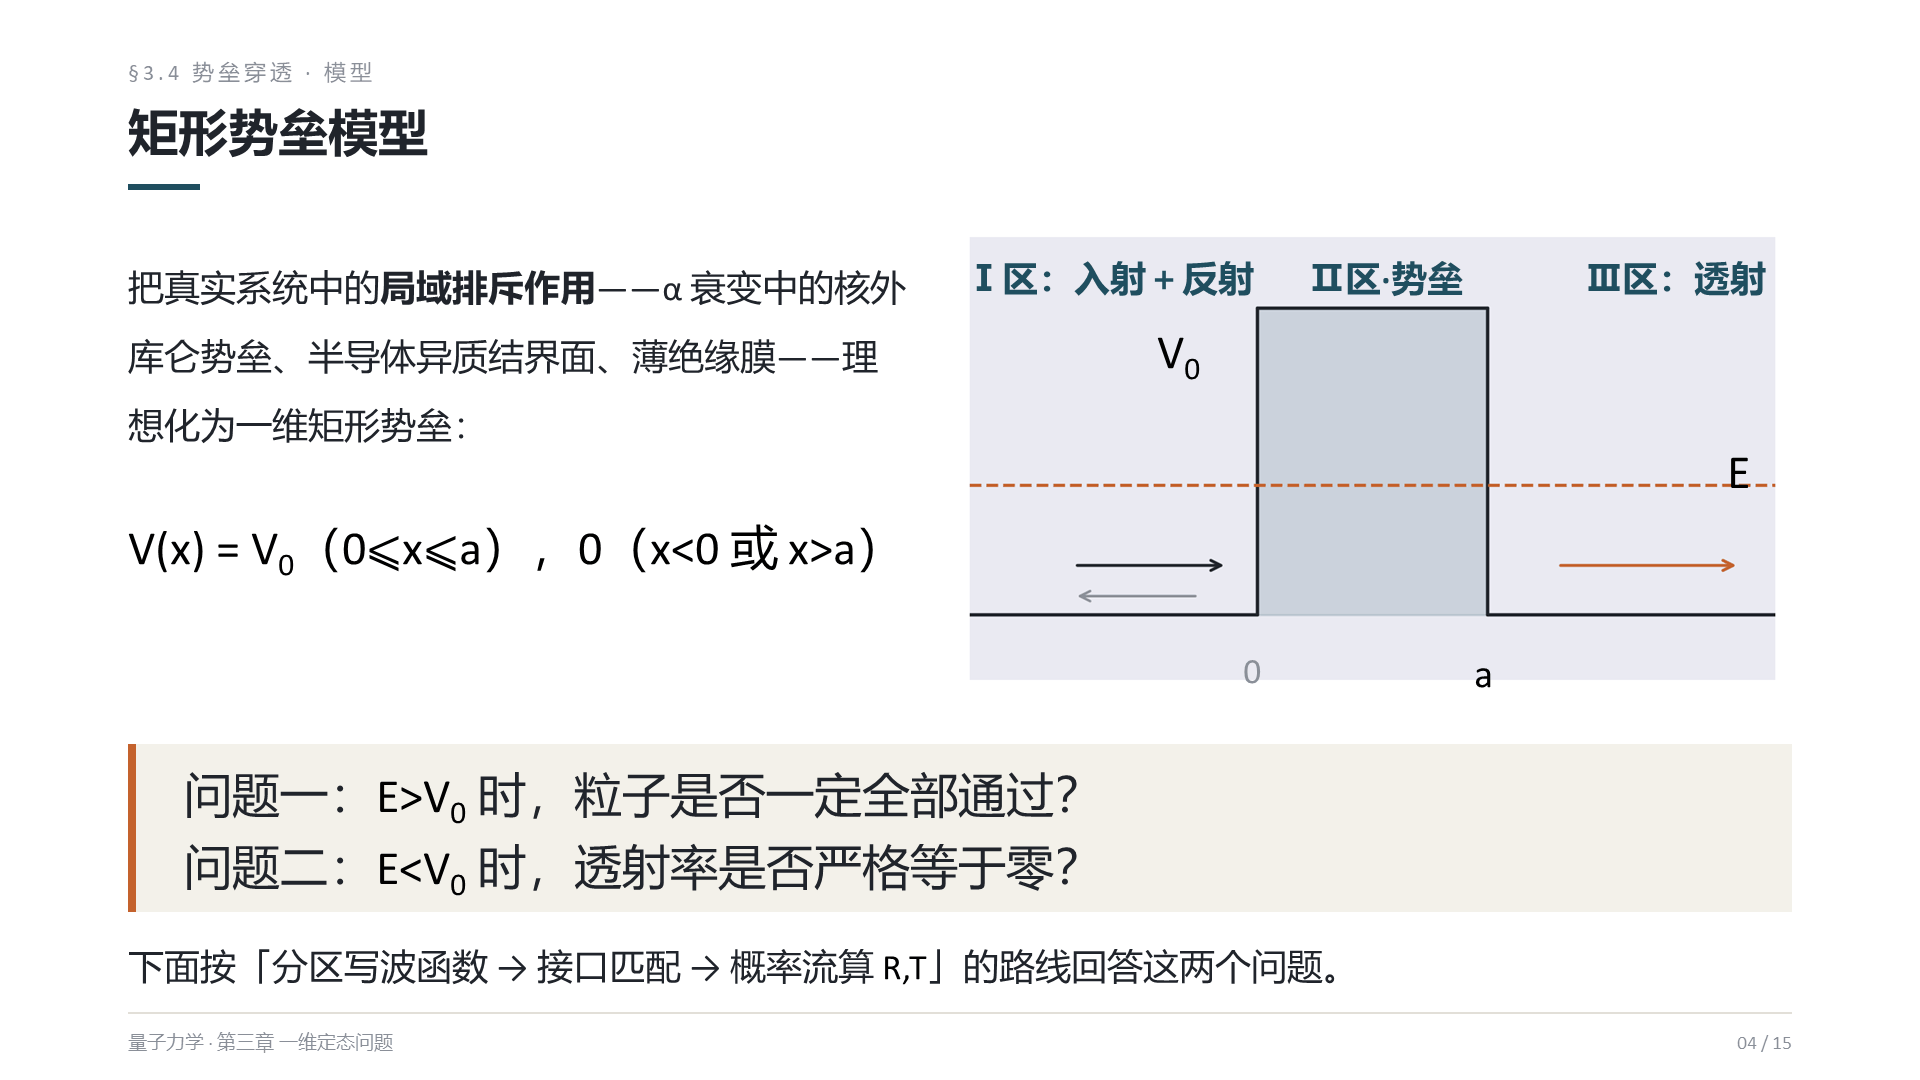 §3.4 势垒穿透 · 模型
矩形势垒模型
把真实系统中的局域排斥作用——α 衰变中的核外
库仑势垒、半导体异质结界面、薄绝缘膜——理
想化为一维矩形势垒：
V(x) = V₀（0⩽x⩽a），0（x<0 或 x>a）
Ⅰ 区：入射 + 反射
Ⅱ区·势垒
Ⅲ区：透射
V₀
E
0
a
问题一：E>V₀ 时，粒子是否一定全部通过？
问题二：E<V₀ 时，透射率是否严格等于零？
下面按「分区写波函数 → 接口匹配 → 概率流算 R,T」的路线回答这两个问题。
量子力学 · 第三章 一维定态问题
04 / 15